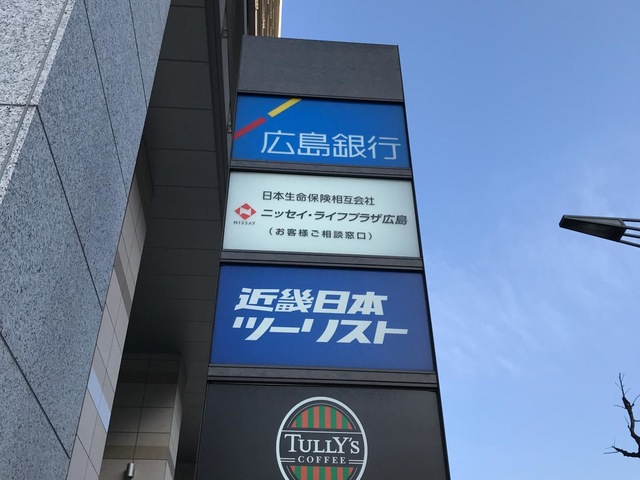 広島銀行
日本生命保険相互会社
NISSAY
ニッセイ・ライフプラザ広島
(お客様ご相談窓口)
近畿日本
ツーリスト
TULLY'S
COFFEE